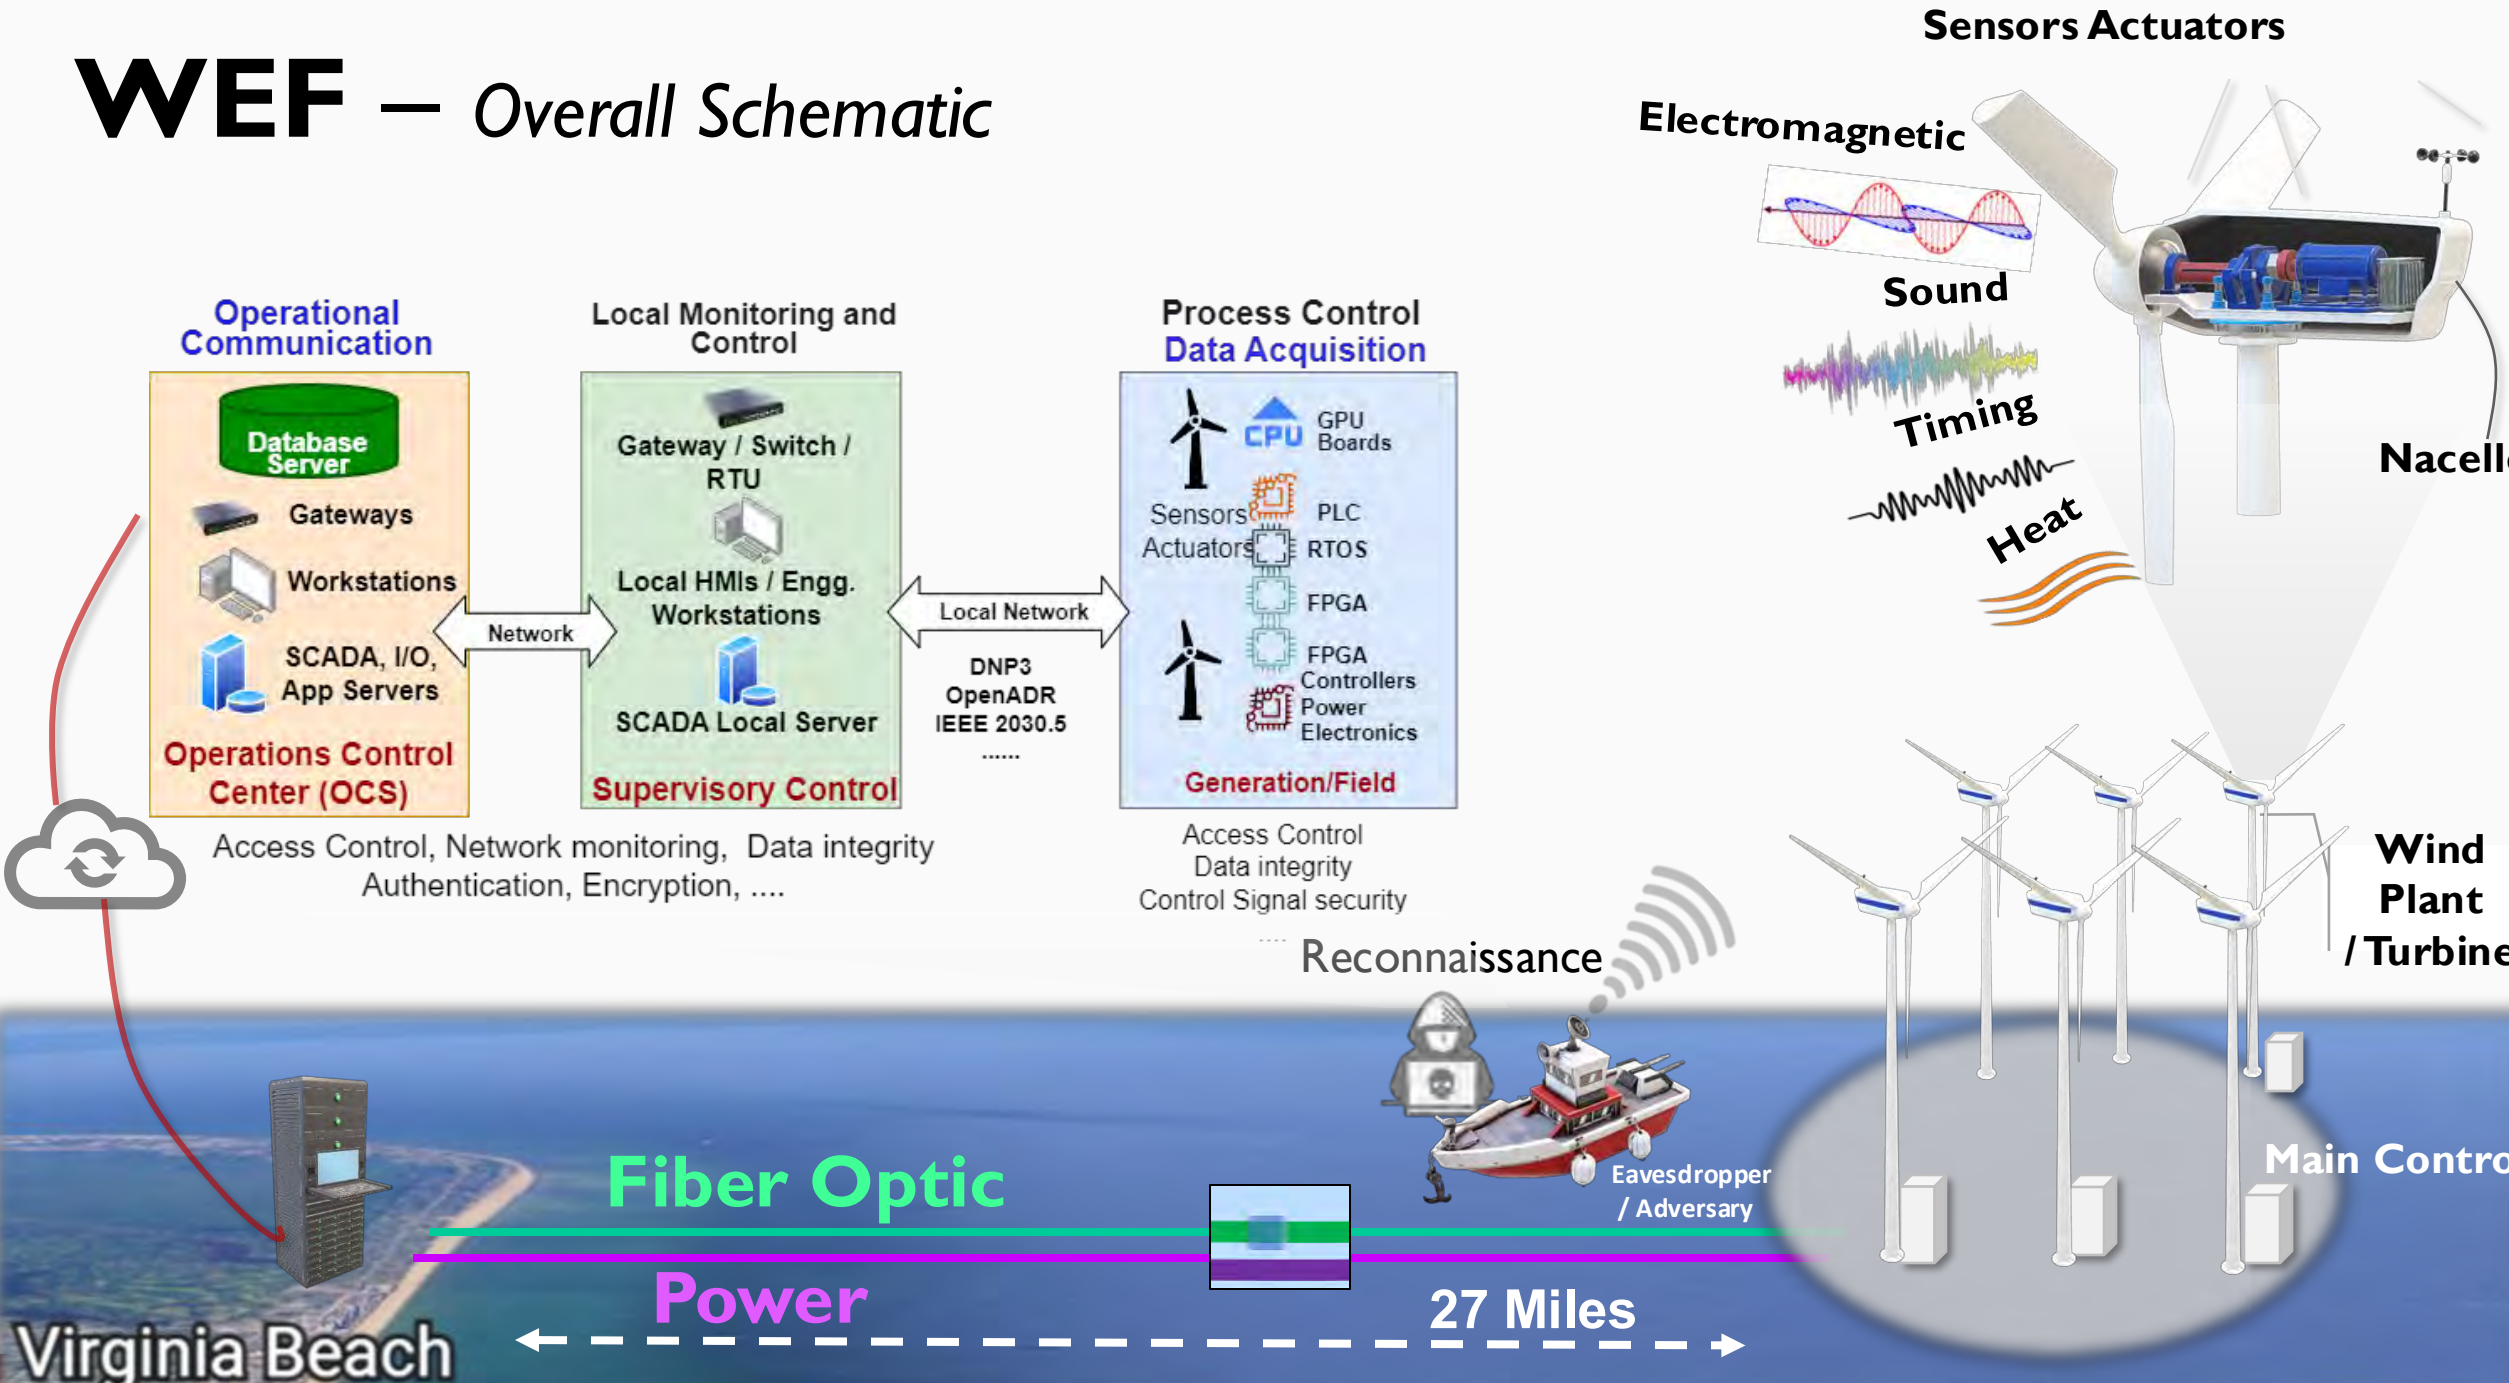 WEF – Overall Schematic
Sensors Actuators
Electromagnetic
Sound
Timing
Heat
Nacelle
Operational
Communication
Database
Server
Gateways
Workstations
SCADA, I/O,
App Servers
Operations Control
Center (OCS)
Network
Local Monitoring and
Control
Gateway / Switch /
RTU
Local HMIs / Engg.
Workstations
SCADA Local Server
Supervisory Control
Access Control, Network monitoring, Data integrity
Authentication, Encryption, ....
Local Network
DNP3
OpenADR
IEEE 2030.5
......
Process Control
Data Acquisition
CPU
GPU
Boards
Sensors
Actuators
PLC
RTOS
FPGA
FPGA
Controllers
Power
Electronics
Generation/Field
Access Control
Data integrity
Control Signal security
....
Reconnaissance
Wind
Plant
/ Turbine
Eavesdropper
/ Adversary
Main Contro
Fiber Optic
Power
27 Miles
Virginia Beach